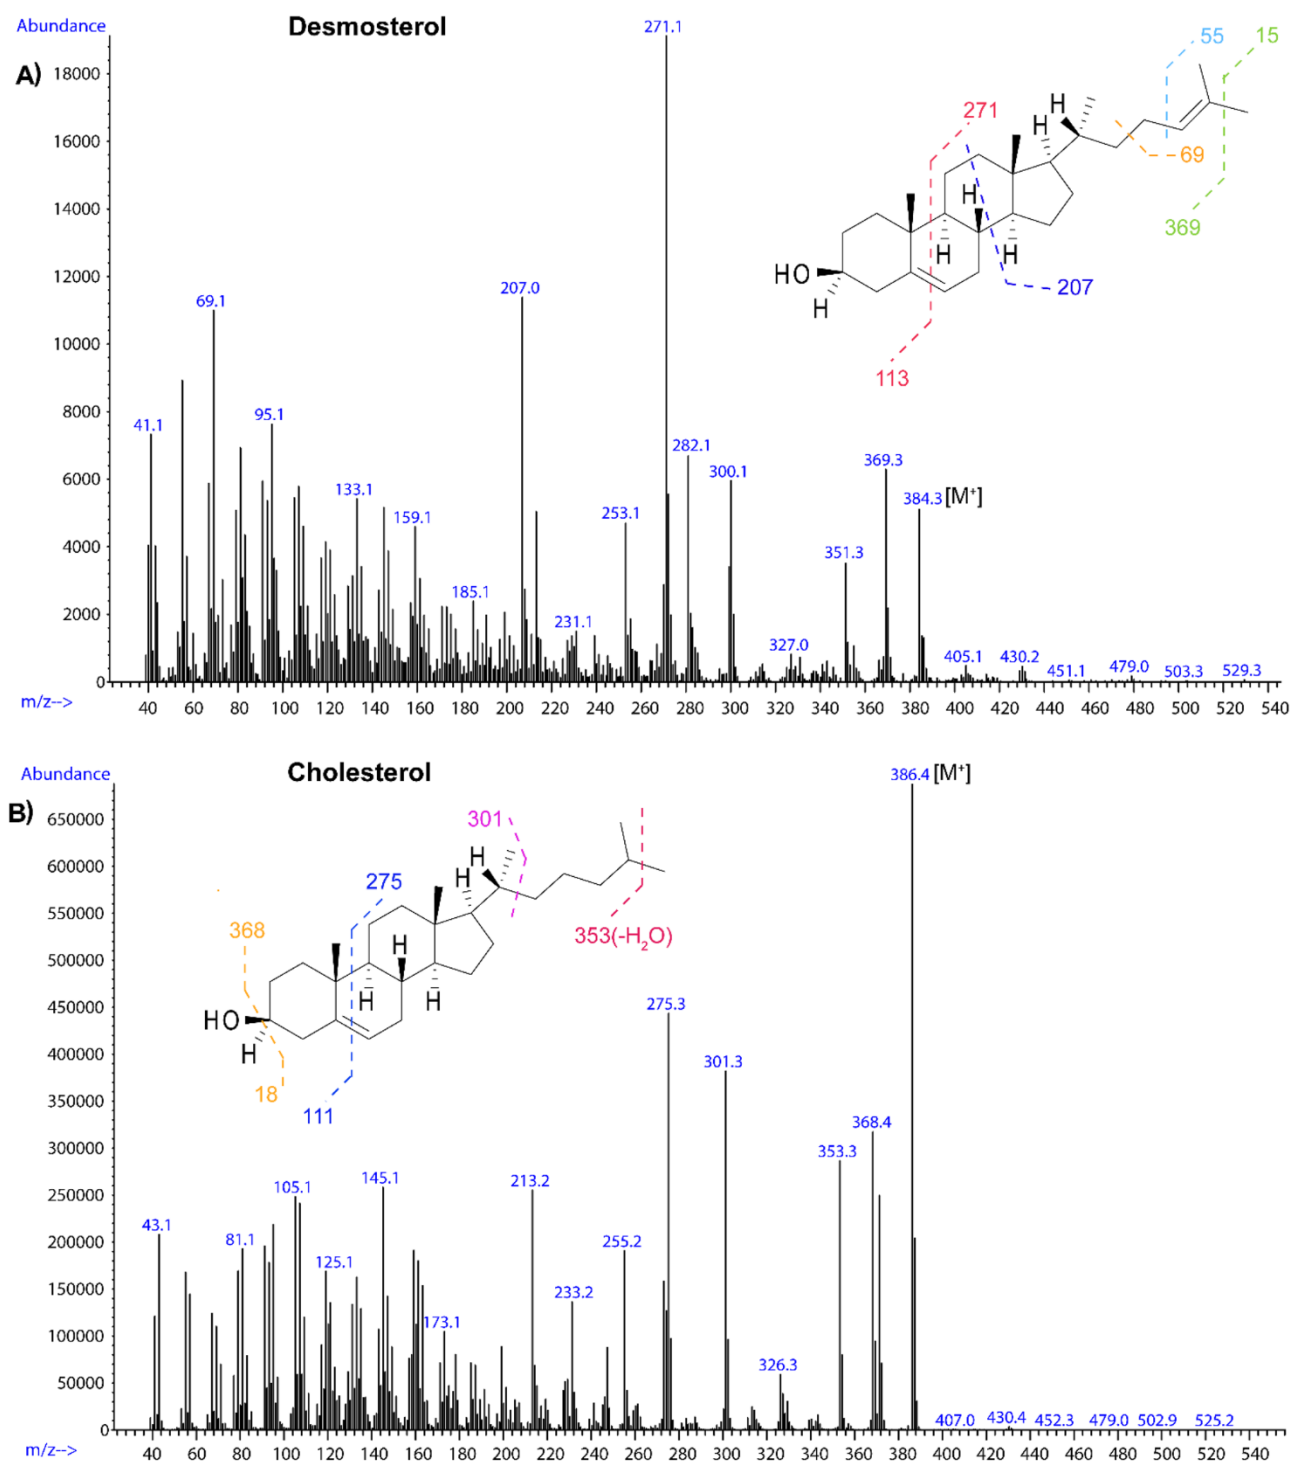 Desmosterol
Abundance
A)
271.1
18000
16000
14000
12000
10000
8000
6000
4000
2000
0
41.1
69.1
95.1
133.1
159.1
185.1
207.0
231.1
253.1
282.1
300.1
327.0
351.3
369.3
384.3 [M⁺]
405.1
430.2
451.1
479.0
503.3
529.3
271
207
113
55
15
69
369
HO
H
H
H
H
H
H
m/z-->
40 60 80 100 120 140 160 180 200 220 240 260 280 300 320 340 360 380 400 420 440 460 480 500 520 540
Cholesterol
Abundance
B)
386.4 [M⁺]
650000
600000
550000
500000
450000
400000
350000
300000
250000
200000
150000
100000
50000
0
43.1
81.1
105.1
125.1
145.1
173.1
213.2
233.2
255.2
275.3
301.3
326.3
353.3
368.4
407.0
430.4
452.3
479.0
502.9
525.2
301
275
368
353(-H₂O)
18
111
HO
H
H
H
H
H
H
m/z-->
40 60 80 100 120 140 160 180 200 220 240 260 280 300 320 340 360 380 400 420 440 460 480 500 520 540